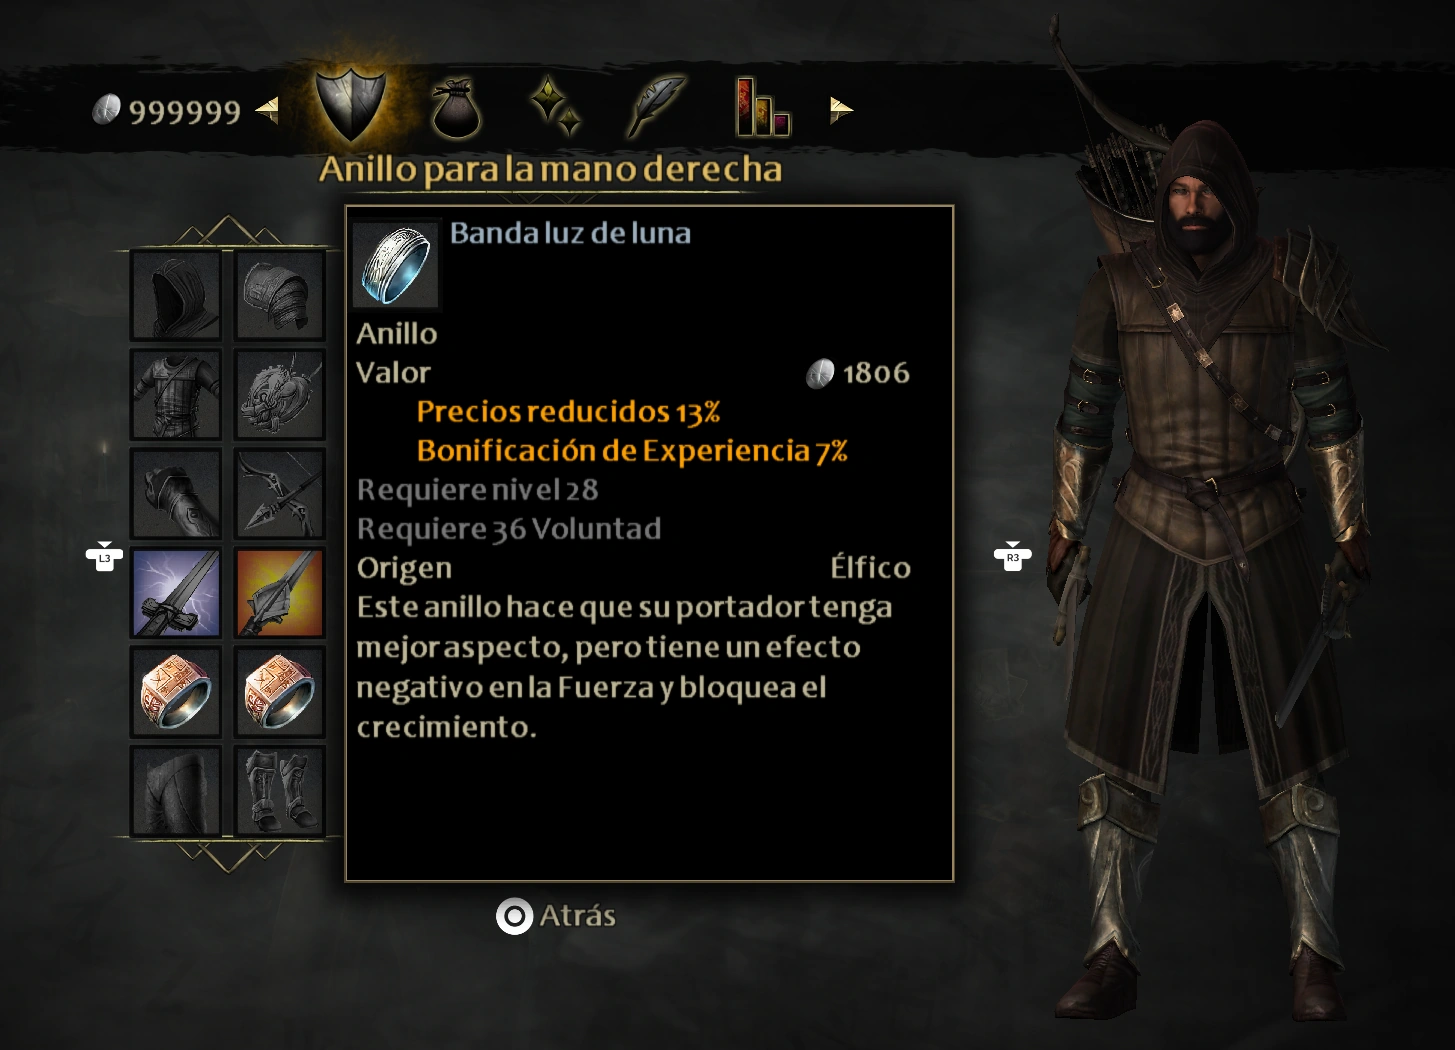 999999
Anillo para la mano derecha
Banda luz de luna
Anillo
Valor 1806
Precios reducidos 13%
Bonificación de Experiencia 7%
Requiere nivel 28
Requiere 36 Voluntad
Origen Élfico
Este anillo hace que su portador tenga
mejor aspecto, pero tiene un efecto
negativo en la Fuerza y bloquea el
crecimiento.
L3
R3
Atrás